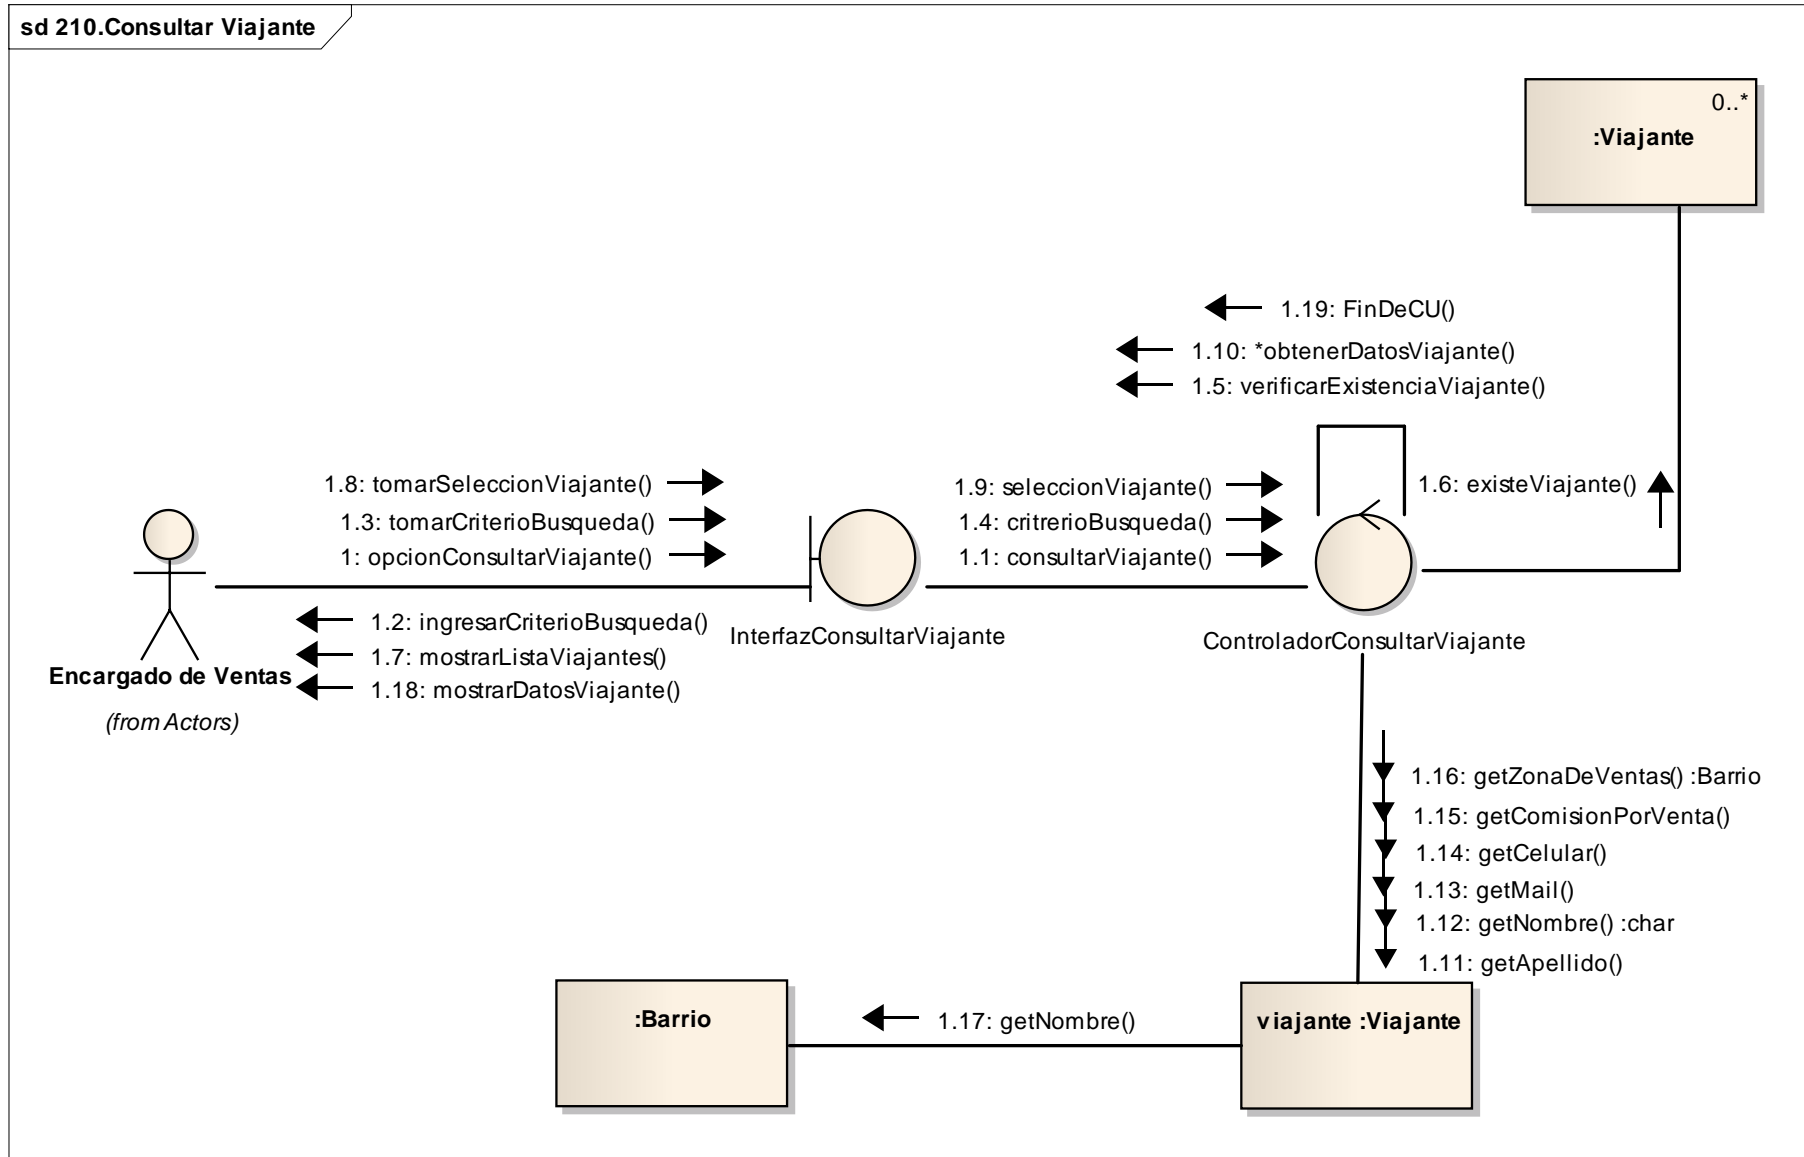 sd 210.Consultar Viajante
0..*
:Viajante
1.19: FinDeCU()
1.10: *obtenerDatosViajante()
1.5: verificarExistenciaViajante()
1.8: tomarSeleccionViajante()
1.3: tomarCriterioBusqueda()
1: opcionConsultarViajante()
1.9: seleccionViajante()
1.4: critrerioBusqueda()
1.1: consultarViajante()
1.6: existeViajante()
1.2: ingresarCriterioBusqueda()
1.7: mostrarListaViajantes()
1.18: mostrarDatosViajante()
InterfazConsultarViajante
ControladorConsultarViajante
Encargado de Ventas
(from Actors)
1.16: getZonaDeVentas() :Barrio
1.15: getComisionPorVenta()
1.14: getCelular()
1.13: getMail()
1.12: getNombre() :char
1.11: getApellido()
:Barrio
1.17: getNombre()
viajante :Viajante